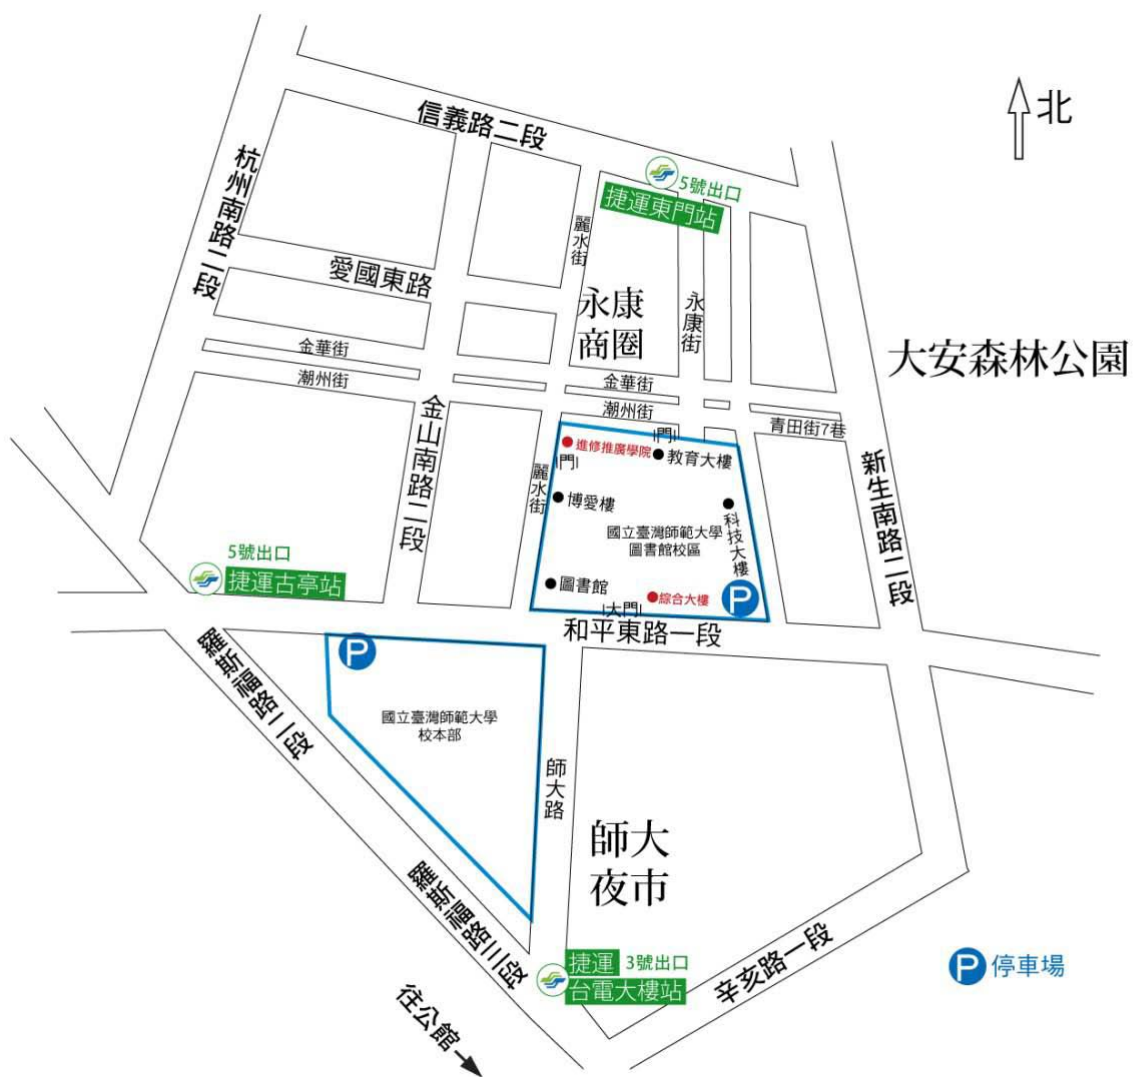 信義路二段
北
杭州南路二段
5號出口
捷運東門站
麗水街
愛國東路
永康
商圈
永康街
大安森林公園
金華街
金華街
潮州街
潮州街
青田街7巷
金山南路二段
門
進修推廣學院
教育大樓
門
麗水街
新生南路二段
博愛樓
科技大樓
國立臺灣師範大學
圖書館校區
5號出口
捷運古亭站
圖書館
綜合大樓
P
大門
和平東路一段
羅斯福路二段
P
國立臺灣師範大學
校本部
師大路
師大
夜市
羅斯福路三段
捷運
3號出口
台電大樓站
辛亥路一段
P 停車場
往公館